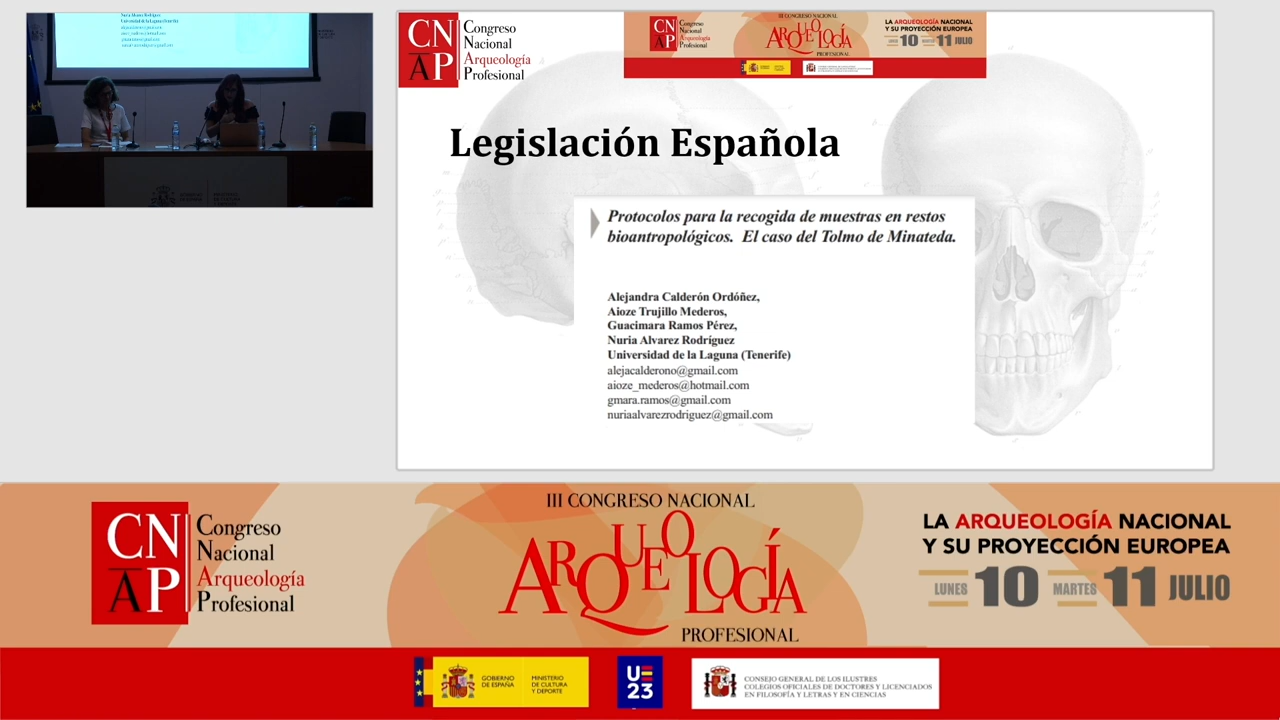 CN
AP
Congreso
Nacional
Arqueología
Profesional
III CONGRESO NACIONAL
ARQUEOLOGÍA
PROFESIONAL
LA ARQUEOLOGÍA NACIONAL
Y SU PROYECCIÓN EUROPEA
LUNES 10 MARTES 11 JULIO
Legislación Española
Protocolos para la recogida de muestras en restos
bioantropológicos. El caso del Tolmo de Minateda.
Alejandra Calderón Ordóñez,
Aioze Trujillo Mederos,
Guacimara Ramos Pérez,
Nuria Alvarez Rodríguez
Universidad de la Laguna (Tenerife)
alejacalderono@gmail.com
aioze_mederos@hotmail.com
gmara.ramos@gmail.com
nuriaalvarezrodriguez@gmail.com
CN
AP
Congreso
Nacional
Arqueología
Profesional
III CONGRESO NACIONAL
ARQUEOLOGÍA
PROFESIONAL
LA ARQUEOLOGÍA NACIONAL
Y SU PROYECCIÓN EUROPEA
LUNES 10 MARTES 11 JULIO
GOBIERNO
DE ESPAÑA
MINISTERIO
DE CULTURA
Y DEPORTE
UE
23
CONSEJO GENERAL DE LOS ILUSTRES
COLEGIOS OFICIALES DE DOCTORES Y LICENCIADOS
EN FILOSOFÍA Y LETRAS Y EN CIENCIAS